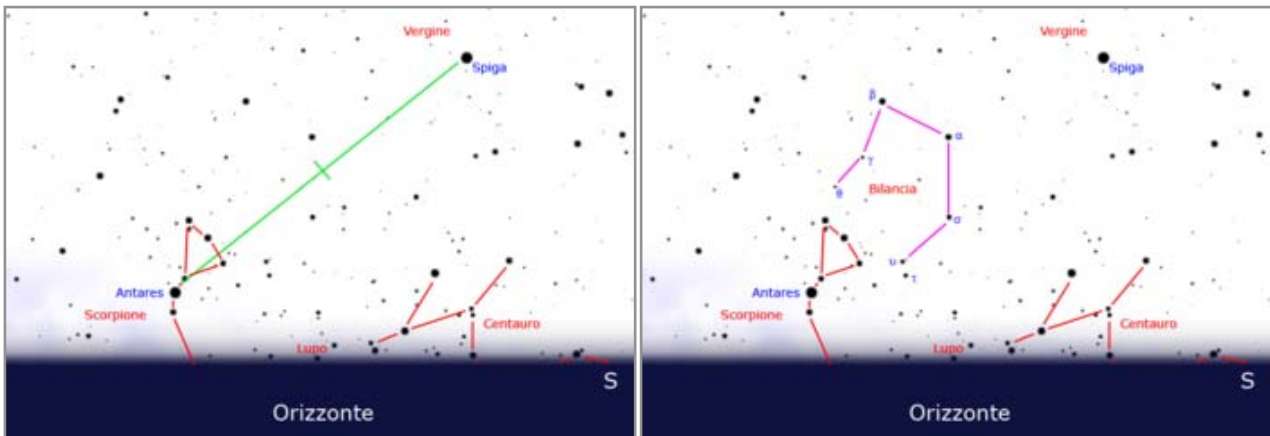 Vergine
Spiga
Antares
Scorpione
Centauro
Lupo
S
Orizzonte
Vergine
Spiga
β
α
γ
θ
Bilancia
σ
υ
τ
Antares
Scorpione
Centauro
Lupo
S
Orizzonte